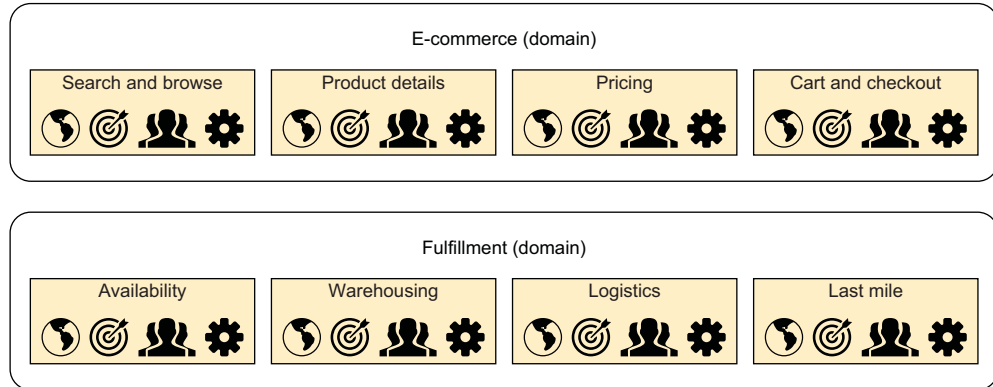 E-commerce (domain)
Search and browse
Product details
Pricing
Cart and checkout
Fulfillment (domain)
Availability
Warehousing
Logistics
Last mile